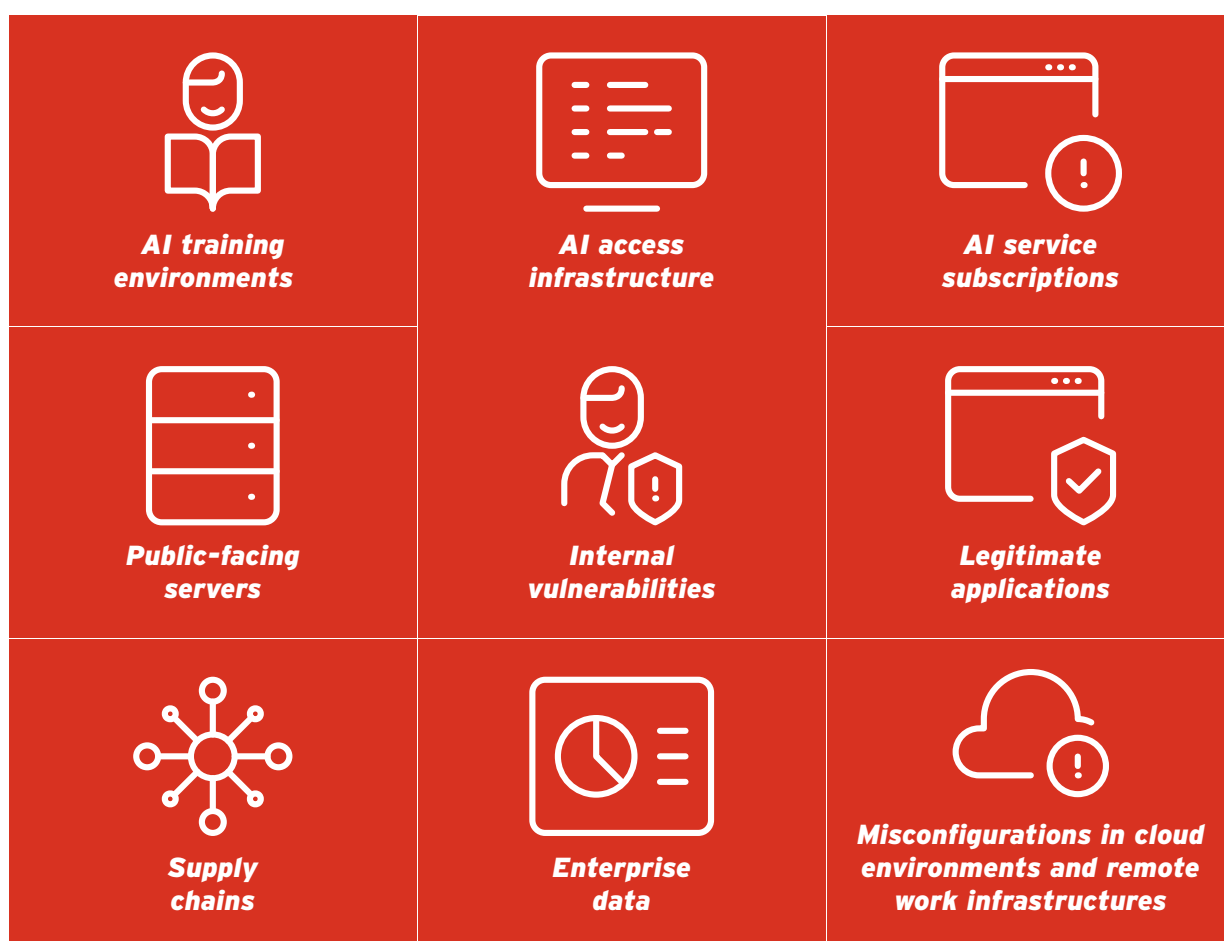 AI training
environments
AI access
infrastructure
AI service
subscriptions
Public-facing
servers
Internal
vulnerabilities
Legitimate
applications
Supply
chains
Enterprise
data
Misconfigurations in cloud
environments and remote
work infrastructures